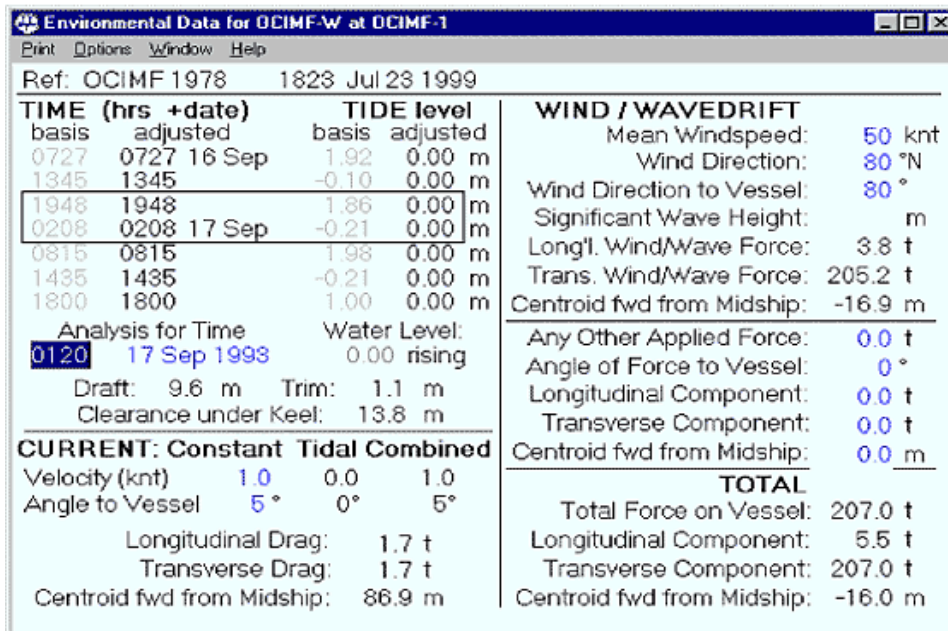 Environmental Data for OCIMF-W at OCIMF-1
Print Options Window Help
Ref: OCIMF 1978 1823 Jul 23 1999
TIME (hrs +date) TIDE level
basis adjusted basis adjusted
0727 0727 16 Sep 1.92 0.00 m
1345 1345 -0.10 0.00 m
1948 1948 1.86 0.00 m
0208 0208 17 Sep -0.21 0.00 m
0815 0815 1.98 0.00 m
1435 1435 -0.21 0.00 m
1800 1800 1.00 0.00 m
Analysis for Time Water Level:
0120 17 Sep 1993 0.00 rising
Draft: 9.6 m Trim: 1.1 m
Clearance under Keel: 13.8 m
CURRENT: Constant Tidal Combined
Velocity (knt) 1.0 0.0 1.0
Angle to Vessel 5° 0° 5°
Longitudinal Drag: 1.7 t
Transverse Drag: 1.7 t
Centroid fwd from Midship: 86.9 m
WIND / WAVEDRIFT
Mean Windspeed: 50 knt
Wind Direction: 80 °N
Wind Direction to Vessel: 80 °
Significant Wave Height: m
Long'l. Wind/Wave Force: 3.8 t
Trans. Wind/Wave Force: 205.2 t
Centroid fwd from Midship: -16.9 m
Any Other Applied Force: 0.0 t
Angle of Force to Vessel: 0 °
Longitudinal Component: 0.0 t
Transverse Component: 0.0 t
Centroid fwd from Midship: 0.0 m
TOTAL
Total Force on Vessel: 207.0 t
Longitudinal Component: 5.5 t
Transverse Component: 207.0 t
Centroid fwd from Midship: -16.0 m